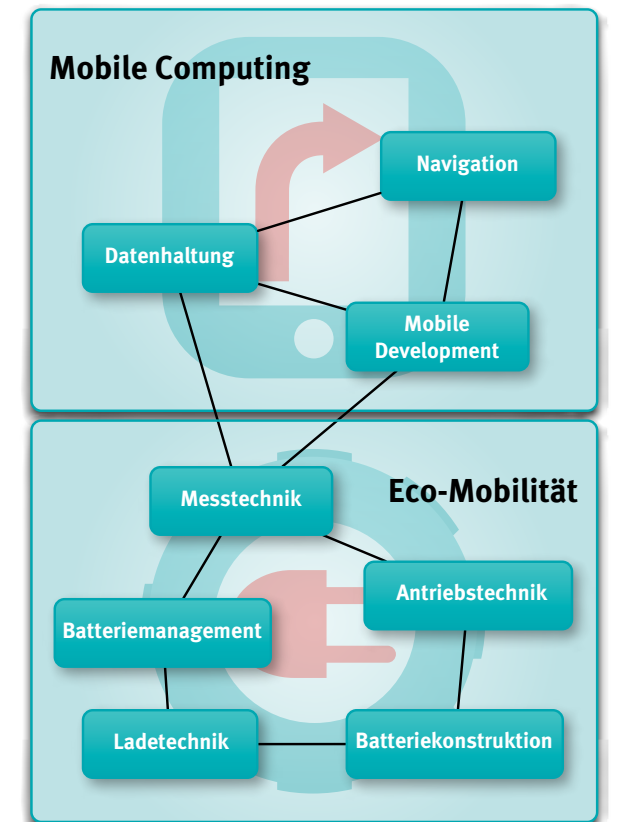 Mobile Computing
Navigation
Datenhaltung
Mobile
Development
Messtechnik
Eco-Mobilität
Antriebstechnik
Batteriemanagement
Ladetechnik
Batteriekonstruktion